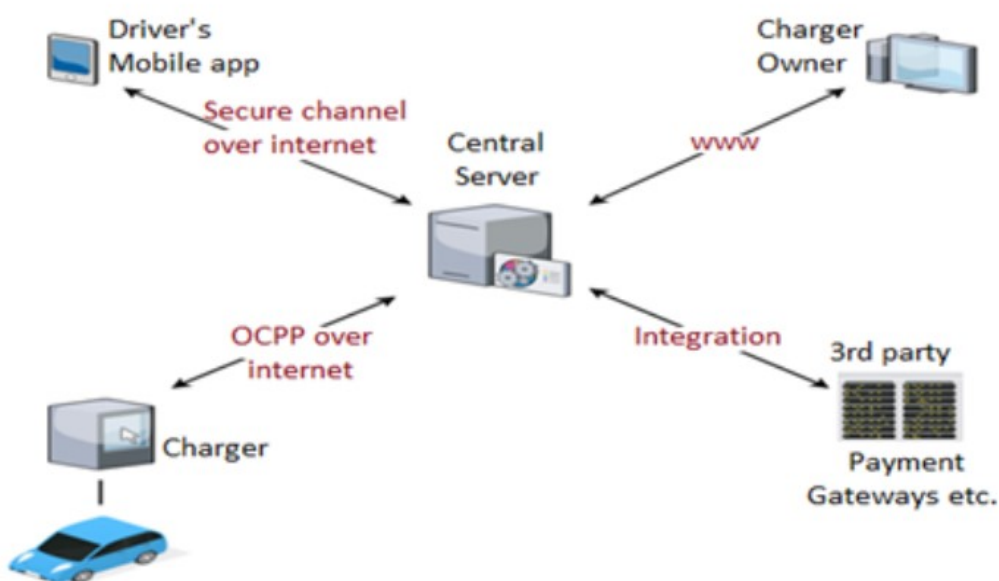 Driver's
Mobile app
Charger
Owner
Secure channel
over internet
www
Central
Server
OCPP over
internet
Integration
3rd party
Charger
Payment
Gateways etc.